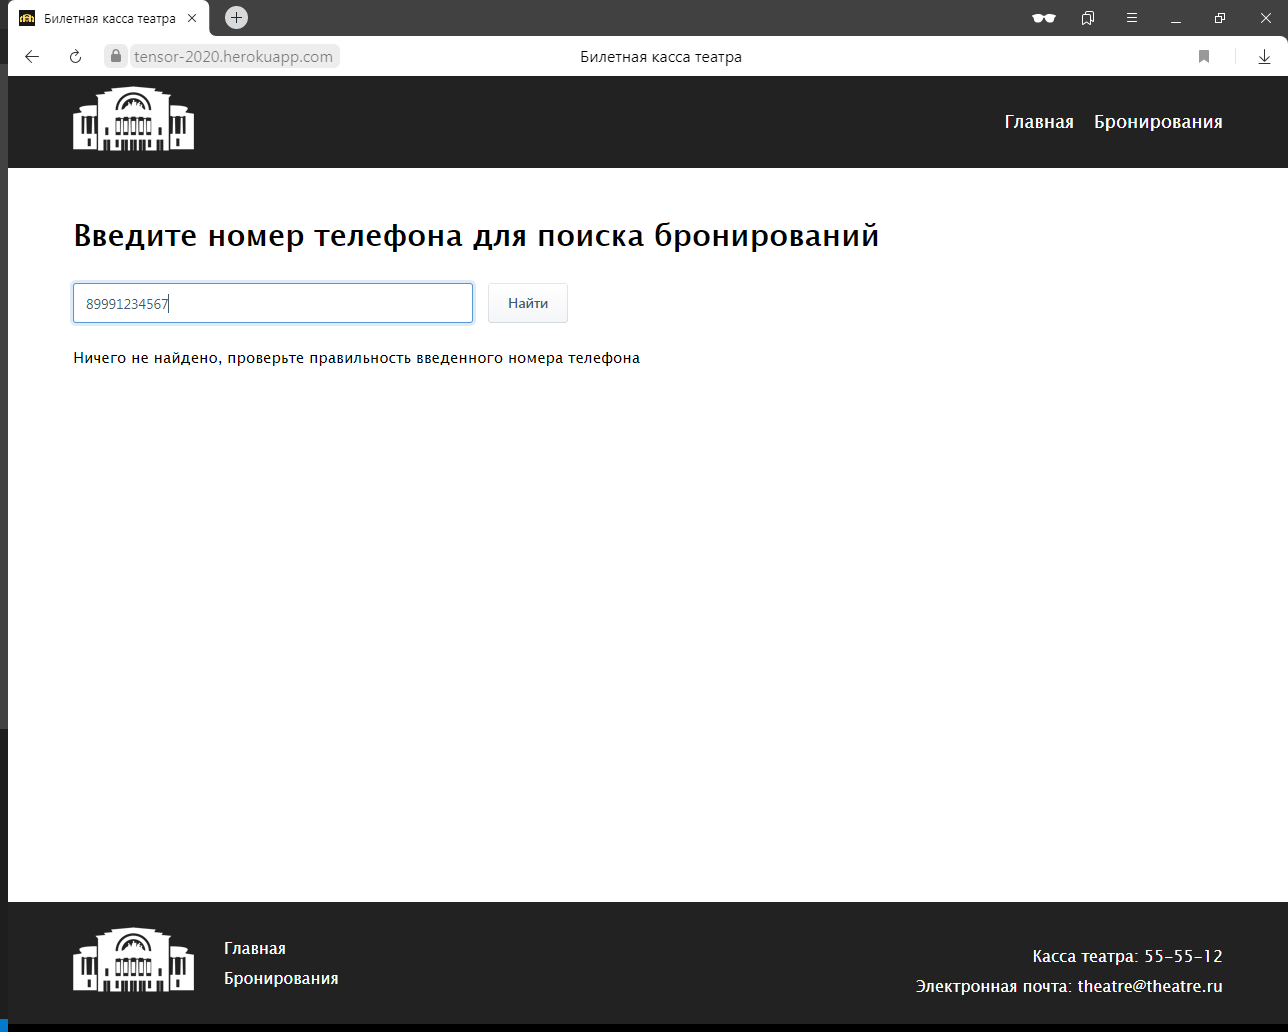 Билетная касса театра
tensor-2020.herokuapp.com
Билетная касса театра
Главная
Бронирования
Введите номер телефона для поиска бронирований
89991234567
Найти
Ничего не найдено, проверьте правильность введенного номера телефона
Главная
Бронирования
Касса театра: 55-55-12
Электронная почта: theatre@theatre.ru